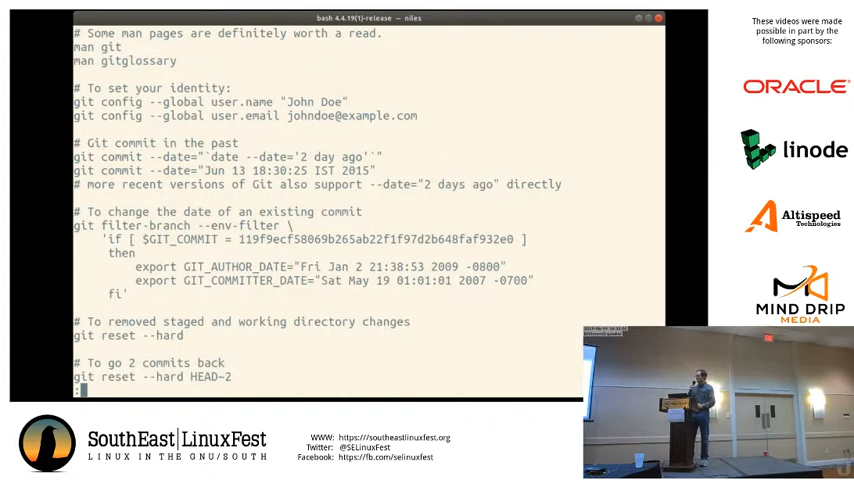 bash 4.4.19(1)-release — niles
# Some man pages are definitely worth a read.
man git
man gitglossary
# To set your identity:
git config --global user.name "John Doe"
git config --global user.email johndoe@example.com
# Git commit in the past
git commit --date="`date --date='2 day ago'`"
git commit --date="Jun 13 18:30:25 IST 2015"
# more recent versions of Git also support --date="2 days ago" directly
# To change the date of an existing commit
git filter-branch --env-filter \
'if [ $GIT_COMMIT = 119f9ecf58069b265ab22f1f97d2b648faf932e0 ]
then
export GIT_AUTHOR_DATE="Fri Jan 2 21:38:53 2009 -0800"
export GIT_COMMITTER_DATE="Sat May 19 01:01:01 2007 -0700"
fi'
# To removed staged and working directory changes
git reset --hard
# To go 2 commits back
git reset --hard HEAD~2
:
These videos were made
possible in part by the
following sponsors:
ORACLE
linode
Altispeed
Technologies
MIND DRIP
MEDIA
SouthEast|LinuxFest
LINUX IN THE GNU/SOUTH
WWW: https:///southeastlinuxfest.org
Twitter: @SELinuxFest
Facebook: https://fb.com/selinuxfest